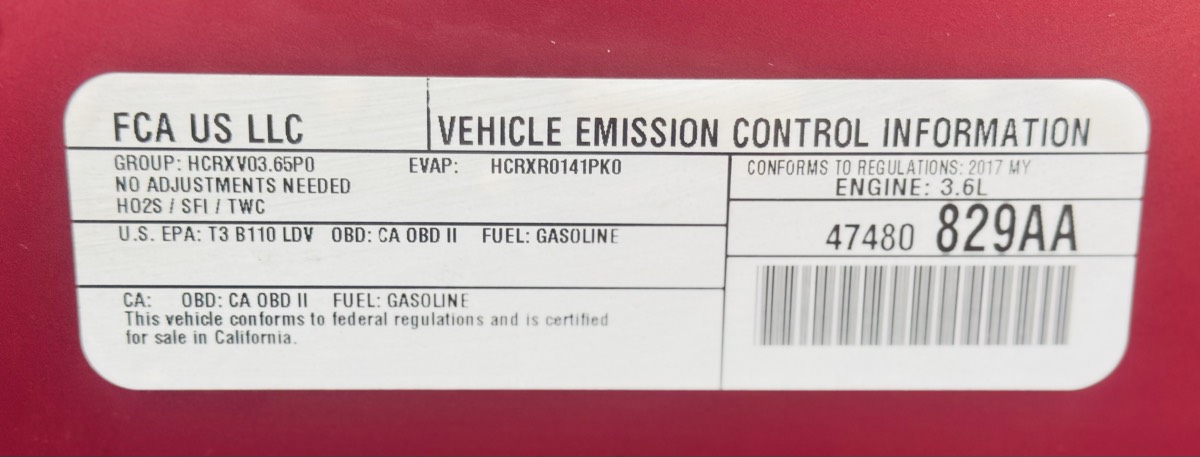 FCA US LLC
VEHICLE EMISSION CONTROL INFORMATION
GROUP: HCRXV03.65P0 EVAP: HCRXR0141PK0
NO ADJUSTMENTS NEEDED
HO2S / SFI / TWC
CONFORMS TO REGULATIONS: 2017 MY
ENGINE: 3.6L
U.S. EPA: T3 B110 LDV OBD: CA OBD II FUEL: GASOLINE
47480 829AA
CA: OBD: CA OBD II FUEL: GASOLINE
This vehicle conforms to federal regulations and is certified
for sale in California.